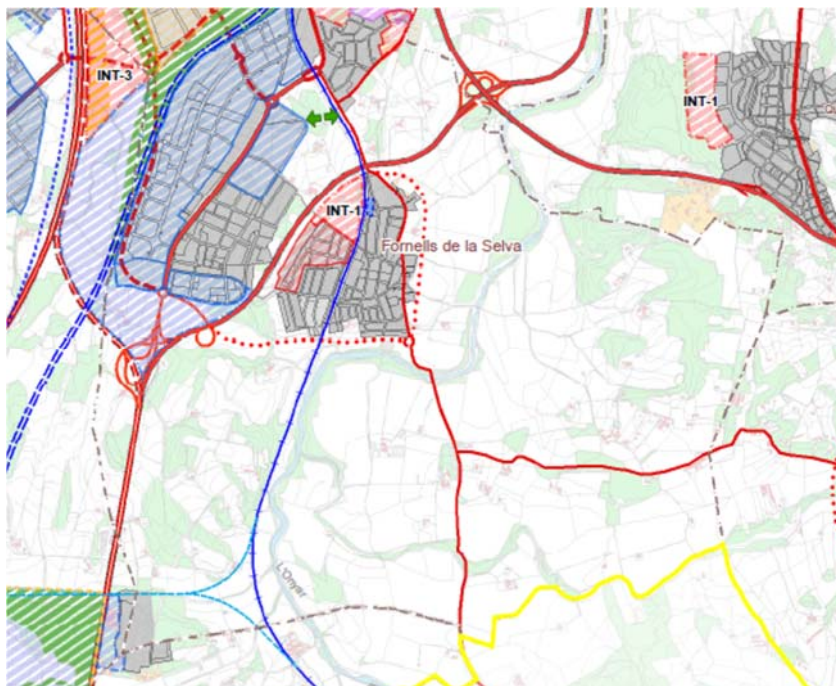 INT-3
INT-1
INT-1
Fornells de la Selva
L'Onyar